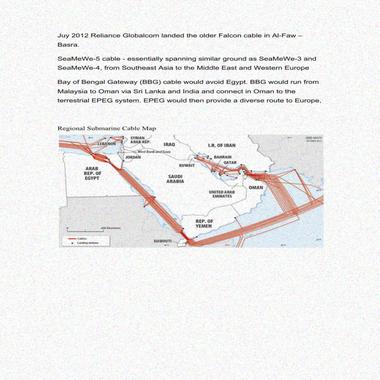 Juy 2012 Reliance Globalcom landed the older Falcon cable in Al-Faw –
Basra.
SeaMeWe-5 cable - essentially spanning similar ground as SeaMeWe-3 and
SeaMeWe-4, from Southeast Asia to the Middle East and Western Europe
Bay of Bengal Gateway (BBG) cable would avoid Egypt. BBG would run from
Malaysia to Oman via Sri Lanka and India and connect in Oman to the
terrestrial EPEG system. EPEG would then provide a diverse route to Europe,
Regional Submarine Cable Map
LEBANON
SYRIAN
ARAB REP.
IRAQ
I.R. OF IRAN
West Bank and Gaza
JORDAN
KUWAIT
BAHRAIN
QATAR
ARAB
REP. OF
EGYPT
SAUDI
ARABIA
UNITED ARAB
EMIRATES
OMAN
REP. OF
YEMEN
DJIBOUTI